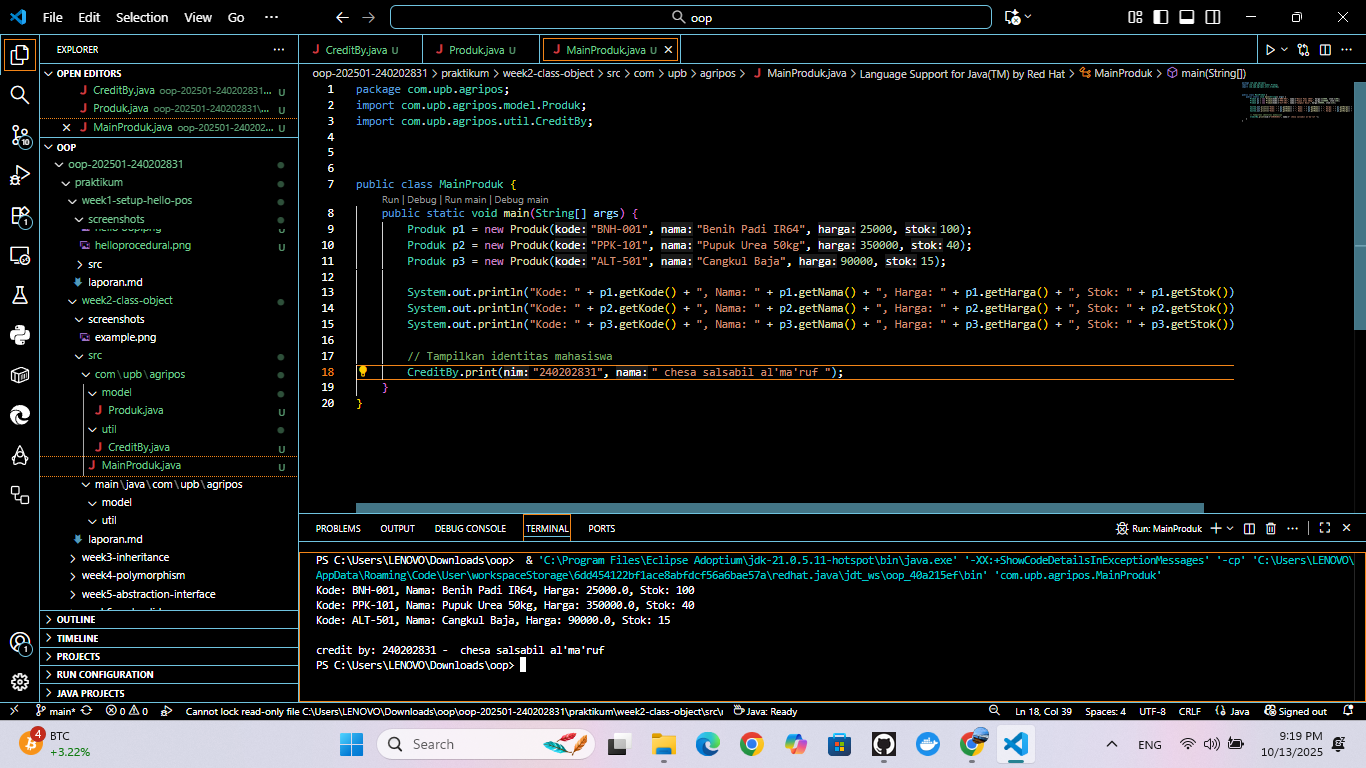 File Edit Selection View Go ··· oop
EXPLORER ···
OPEN EDITORS
CreditBy.java oop-202501-240202831... U
Produk.java oop-202501-240202831\... U
MainProduk.java oop-202501-240202... U
OOP
oop-202501-240202831
praktikum
week1-setup-hello-pos
screenshots
helloprocedural.png U
src
laporan.md
week2-class-object
screenshots
example.png
src
com\upb\agripos
model
Produk.java U
util
CreditBy.java U
MainProduk.java U
main\java\com\upb\agripos
model
util
laporan.md
week3-inheritance
week4-polymorphism
week5-abstraction-interface
OUTLINE
TIMELINE
PROJECTS
RUN CONFIGURATION
JAVA PROJECTS
CreditBy.java U Produk.java U MainProduk.java U
oop-202501-240202831 > praktikum > week2-class-object > src > com > upb > agripos > MainProduk.java > Language Support for Java(TM) by Red Hat > MainProduk > main(String[])
1 package com.upb.agripos;
2 import com.upb.agripos.model.Produk;
3 import com.upb.agripos.util.CreditBy;
4
5
6
7 public class MainProduk {
Run | Debug | Run main | Debug main
8 public static void main(String[] args) {
9 Produk p1 = new Produk(kode: "BNH-001", nama: "Benih Padi IR64", harga: 25000, stok: 100);
10 Produk p2 = new Produk(kode: "PPK-101", nama: "Pupuk Urea 50kg", harga: 350000, stok: 40);
11 Produk p3 = new Produk(kode: "ALT-501", nama: "Cangkul Baja", harga: 90000, stok: 15);
12
13 System.out.println("Kode: " + p1.getKode() + ", Nama: " + p1.getNama() + ", Harga: " + p1.getHarga() + ", Stok: " + p1.getStok())
14 System.out.println("Kode: " + p2.getKode() + ", Nama: " + p2.getNama() + ", Harga: " + p2.getHarga() + ", Stok: " + p2.getStok())
15 System.out.println("Kode: " + p3.getKode() + ", Nama: " + p3.getNama() + ", Harga: " + p3.getHarga() + ", Stok: " + p3.getStok())
16
17 // Tampilkan identitas mahasiswa
18 CreditBy.print(nim: "240202831", nama: " chesa salsabil al'ma'ruf ");
19 }
20 }
PROBLEMS OUTPUT DEBUG CONSOLE TERMINAL PORTS Run: MainProduk
PS C:\Users\LENOVO\Downloads\oop> & 'C:\Program Files\Eclipse Adoptium\jdk-21.0.5.11-hotspot\bin\java.exe' '-XX:+ShowCodeDetailsInExceptionMessages' '-cp' 'C:\Users\LENOVO\
AppData\Roaming\Code\User\workspaceStorage\6dd454122bf1ace8abfdcf56a6bae57a\redhat.java\jdt_ws\oop_40a215ef\bin' 'com.upb.agripos.MainProduk'
Kode: BNH-001, Nama: Benih Padi IR64, Harga: 25000.0, Stok: 100
Kode: PPK-101, Nama: Pupuk Urea 50kg, Harga: 350000.0, Stok: 40
Kode: ALT-501, Nama: Cangkul Baja, Harga: 90000.0, Stok: 15
credit by: 240202831 -  chesa salsabil al'ma'ruf
PS C:\Users\LENOVO\Downloads\oop>
main* 0 0 Cannot lock read-only file C:\Users\LENOVO\Downloads\oop\oop-202501-240202831\praktikum\week2-class-object\src\ Java: Ready Ln 18, Col 39 Spaces: 4 UTF-8 CRLF Java Signed out
4 BTC
+3.22%
Search
ENG
9:19 PM
10/13/2025